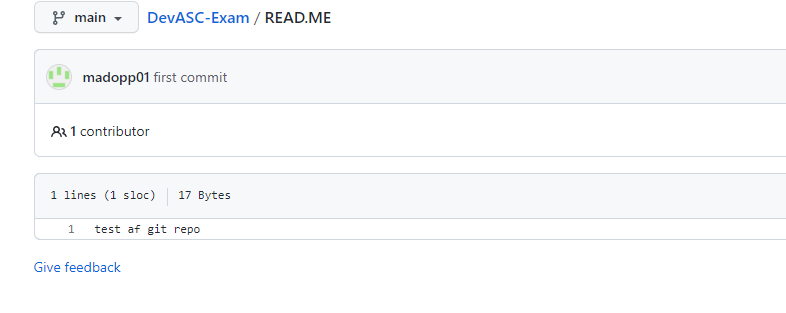 main DevASC-Exam / READ.ME
madopp01 first commit
1 contributor
1 lines (1 sloc) 17 Bytes
1 test af git repo
Give feedback